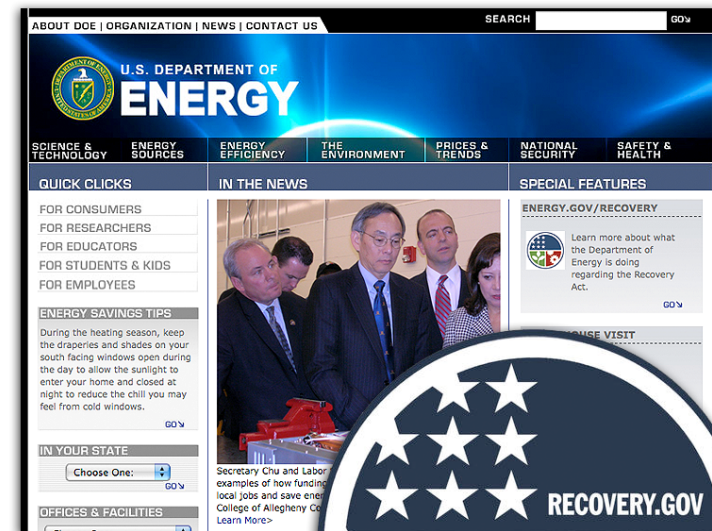 ABOUT DOE | ORGANIZATION | NEWS | CONTACT US
SEARCH
GO
U.S. DEPARTMENT OF
ENERGY
SCIENCE &
TECHNOLOGY
ENERGY
SOURCES
ENERGY
EFFICIENCY
THE
ENVIRONMENT
PRICES &
TRENDS
NATIONAL
SECURITY
SAFETY &
HEALTH
QUICK CLICKS
FOR CONSUMERS
FOR RESEARCHERS
FOR EDUCATORS
FOR STUDENTS & KIDS
FOR EMPLOYEES
ENERGY SAVINGS TIPS
During the heating season, keep
the draperies and shades on your
south facing windows open during
the day to allow the sunlight to
enter your home and closed at
night to reduce the chill you may
feel from cold windows.
GO
IN YOUR STATE
Choose One:
GO
OFFICES & FACILITIES
IN THE NEWS
Secretary Chu and Labor
examples of how funding
local jobs and save
College of Allegheny
Learn More>
SPECIAL FEATURES
ENERGY.GOV/RECOVERY
Learn more about what
the Department of
Energy is doing
regarding the Recovery
Act.
GO
VISIT
RECOVERY.GOV